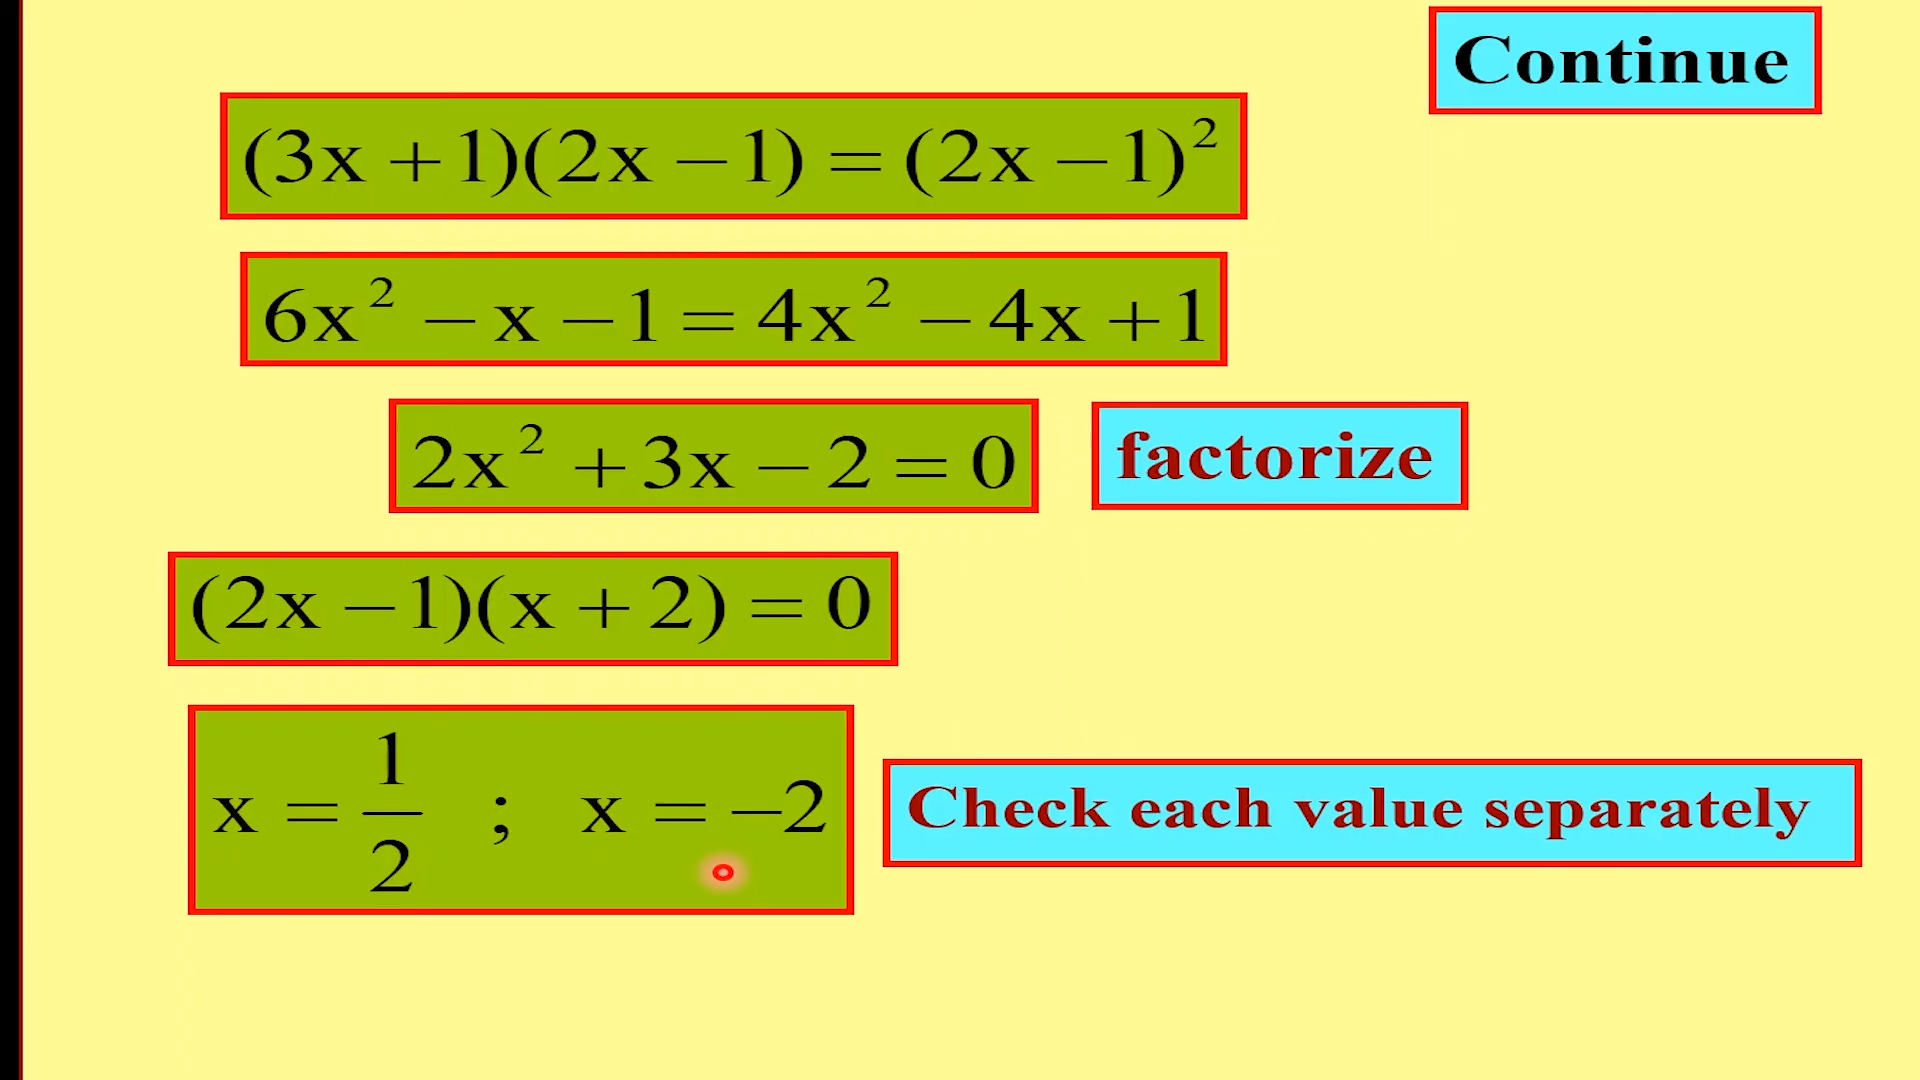 Continue
(3x + 1)(2x − 1) = (2x − 1)²
6x² − x − 1 = 4x² − 4x + 1
2x² + 3x − 2 = 0 factorize
(2x − 1)(x + 2) = 0
x = 1/2 ; x = −2 Check each value separately